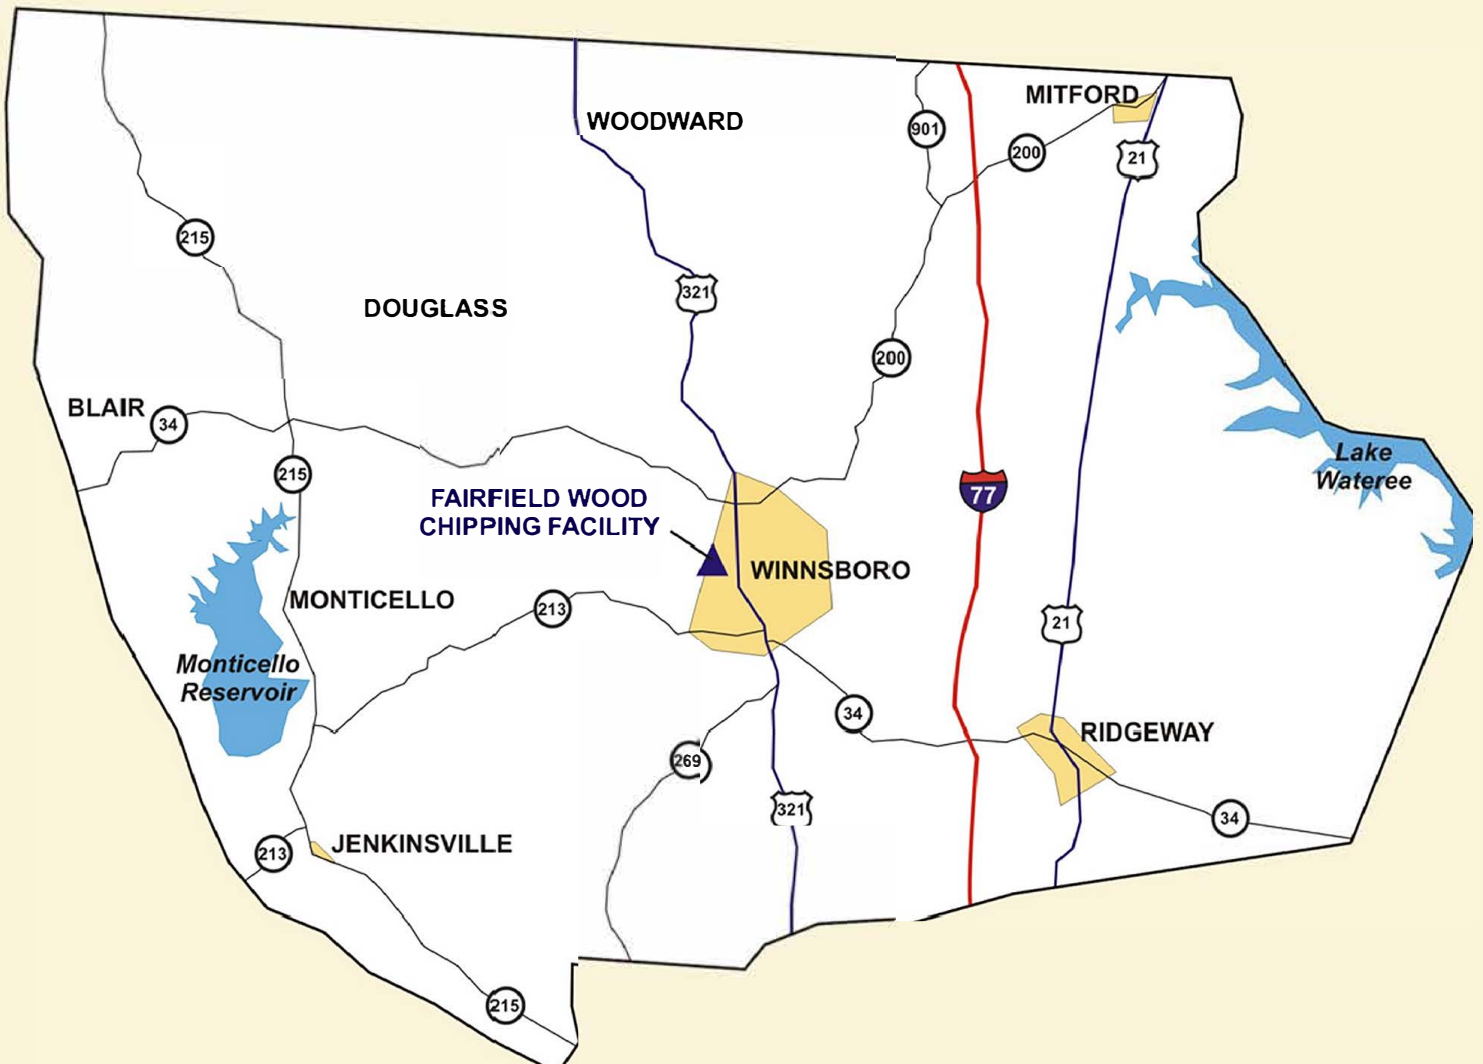 MITFORD
WOODWARD
901
200
21
215
321
DOUGLASS
200
BLAIR
34
Lake
Wateree
215
77
FAIRFIELD WOOD
CHIPPING FACILITY
WINNSBORO
MONTICELLO
213
21
Monticello
Reservoir
34
RIDGEWAY
269
321
34
JENKINSVILLE
213
215